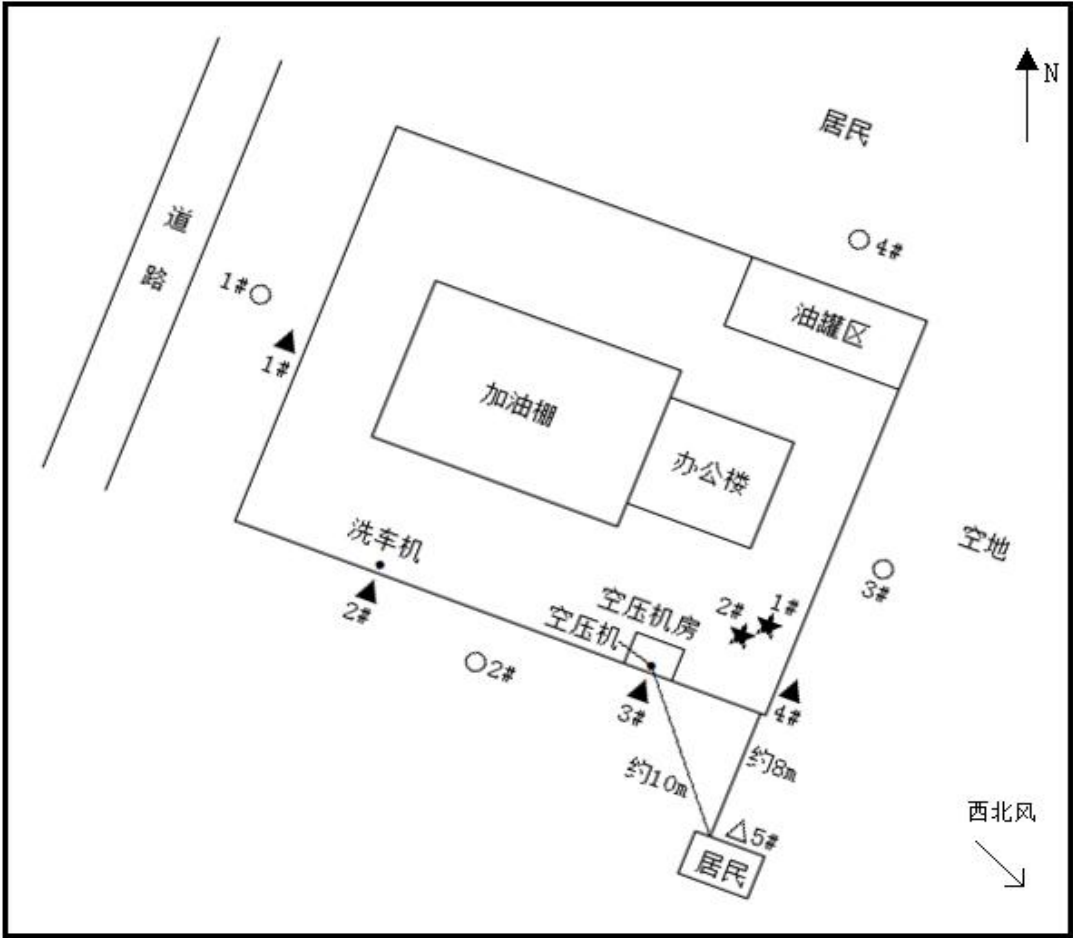 N
居民
道
路
4#
1#
油罐区
1#
加油棚
办公楼
洗车机
空地
3#
空压机房
2#
1#
空压机
2#
2#
3#
4#
约10m
约8m
西北风
△5#
居民